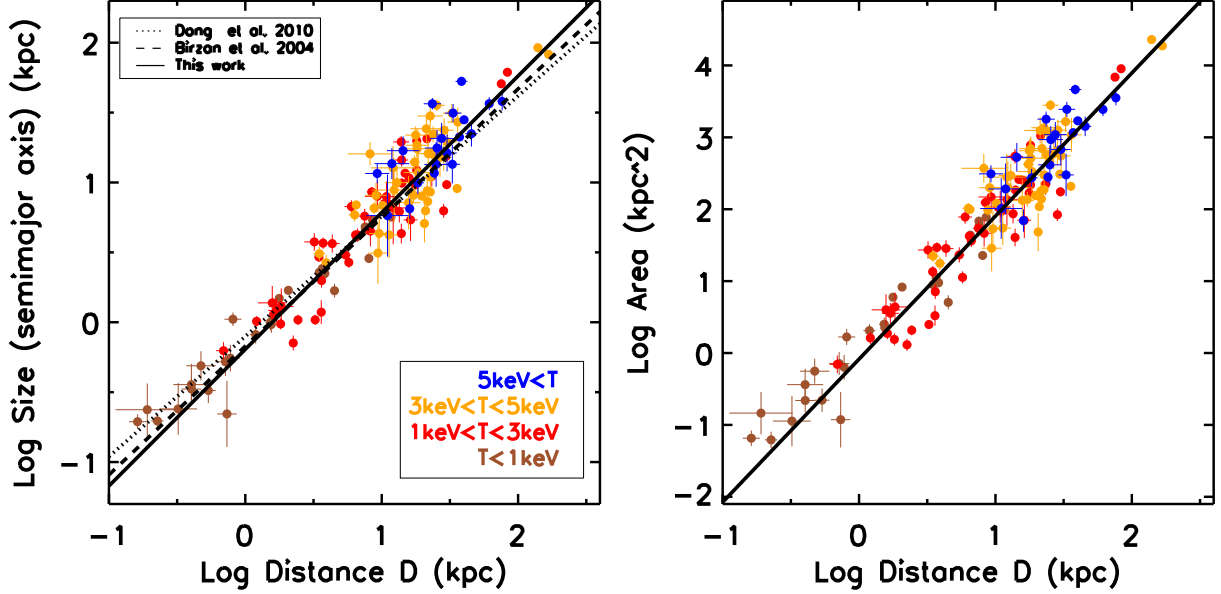 Dong et al. 2010
Birzan et al. 2004
This work
Log Size (semimajor axis) (kpc)
2
1
0
−1
5keV<T
3keV<T<5keV
1keV<T<3keV
T<1keV
−1 0 1 2
Log Distance D (kpc)
Log Area (kpc^2)
4
3
2
1
0
−1
−2
−1 0 1 2
Log Distance D (kpc)